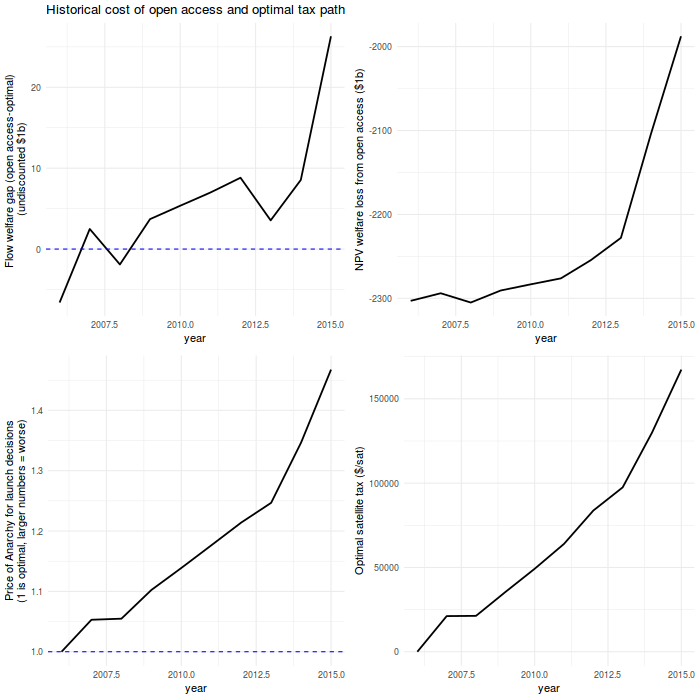 Historical cost of open access and optimal tax path
Flow welfare gap (open access-optimal)
(undiscounted $1b)
20
10
0
2007.5
2010.0
2012.5
2015.0
year
NPV welfare loss from open access ($1b)
-2000
-2100
-2200
-2300
2007.5
2010.0
2012.5
2015.0
year
Price of Anarchy for launch decisions
(1 is optimal, larger numbers = worse)
1.4
1.3
1.2
1.1
1.0
2007.5
2010.0
2012.5
2015.0
year
Optimal satellite tax ($/sat)
150000
100000
50000
0
2007.5
2010.0
2012.5
2015.0
year